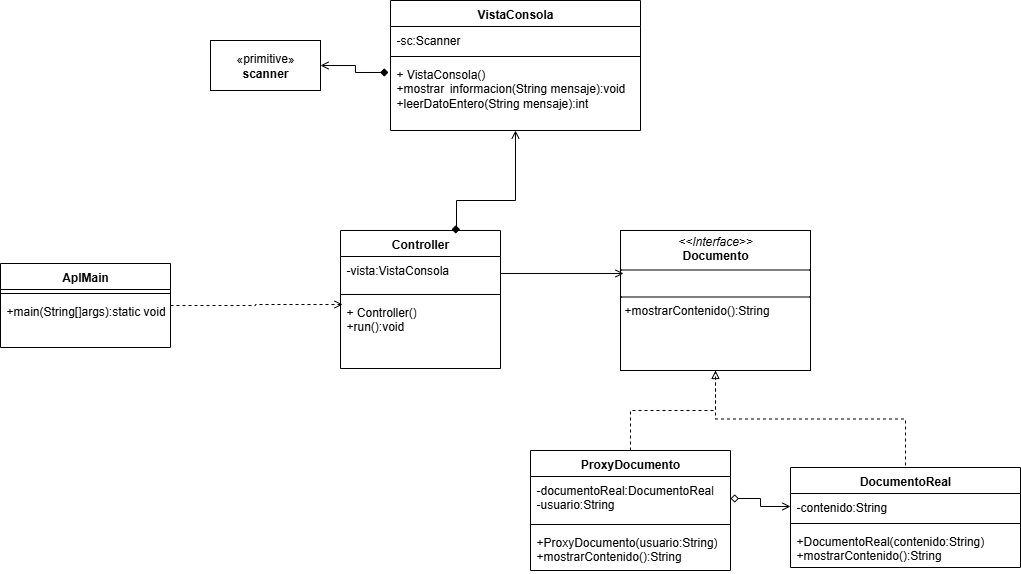 VistaConsola
-sc:Scanner
+ VistaConsola()
+mostrar informacion(String mensaje):void
+leerDatoEntero(String mensaje):int
«primitive»
scanner
Controller
-vista:VistaConsola
+ Controller()
+run():void
<<Interface>>
Documento
+mostrarContenido():String
AplMain
+main(String[]args):static void
ProxyDocumento
-documentoReal:DocumentoReal
-usuario:String
+ProxyDocumento(usuario:String)
+mostrarContenido():String
DocumentoReal
-contenido:String
+DocumentoReal(contenido:String)
+mostrarContenido():String